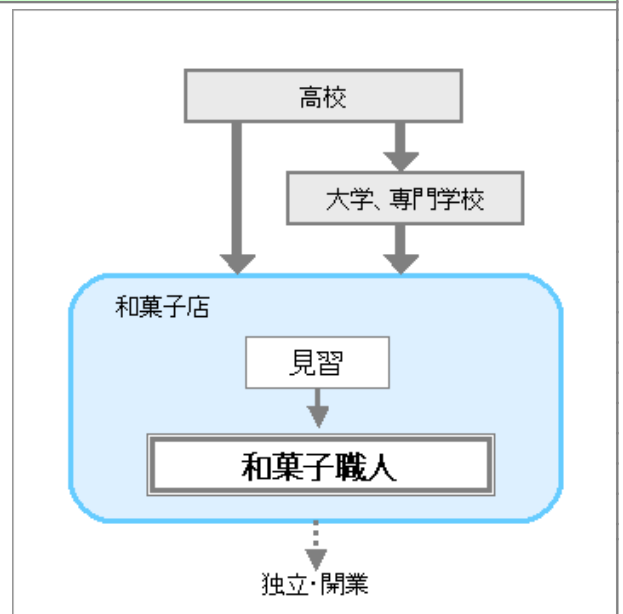 高校
大学、専門学校
和菓子店
見習
和菓子職人
独立・開業